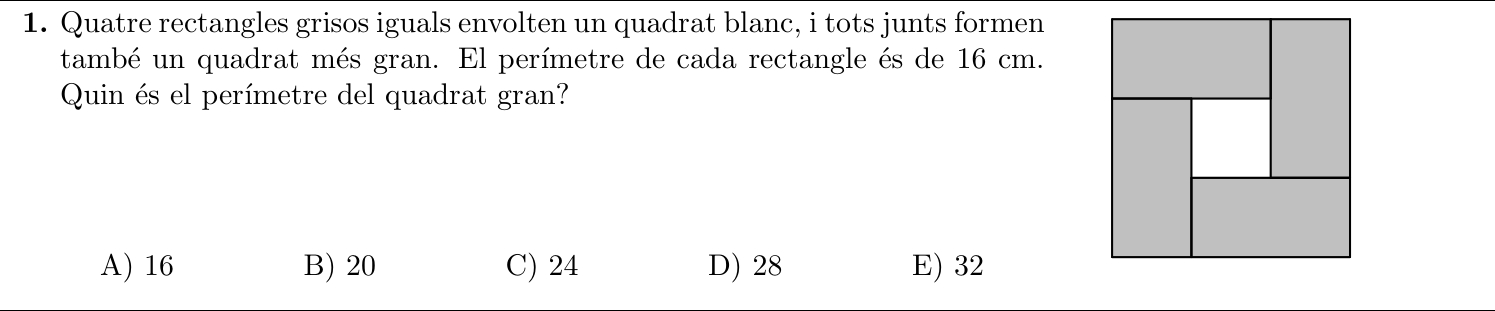 1. Quatre rectangles grisos iguals envolten un quadrat blanc, i tots junts formen
també un quadrat més gran. El perímetre de cada rectangle és de 16 cm.
Quin és el perímetre del quadrat gran?
A) 16 B) 20 C) 24 D) 28 E) 32